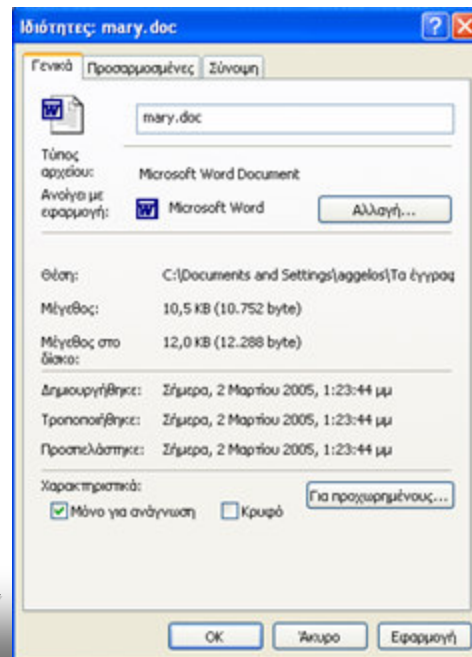 Ιδιότητες: mary.doc
Γενικά Προσαρμοσμένες Σύνοψη
mary.doc
Τύπος αρχείου: Microsoft Word Document
Ανοίγει με εφαρμογή: Microsoft Word Αλλαγή...
Θέση: C:\Documents and Settings\aggelos\Τα έγγραφ
Μέγεθος: 10,5 KB (10.752 byte)
Μέγεθος στο δίσκο: 12,0 KB (12.288 byte)
Δημιουργήθηκε: Σήμερα, 2 Μαρτίου 2005, 1:23:44 μμ
Τροποποιήθηκε: Σήμερα, 2 Μαρτίου 2005, 1:23:44 μμ
Προσπελάστηκε: Σήμερα, 2 Μαρτίου 2005, 1:23:44 μμ
Χαρακτηριστικά:
Μόνο για ανάγνωση Κρυφό Για προχωρημένους...
OK Άκυρο Εφαρμογή